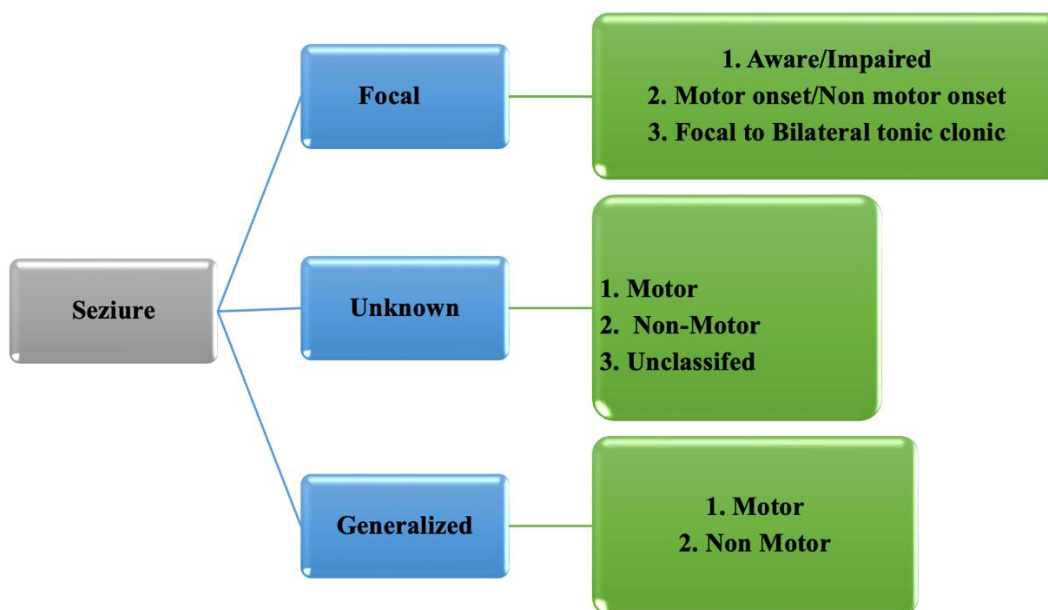 Seziure
Focal
1. Aware/Impaired
2. Motor onset/Non motor onset
3. Focal to Bilateral tonic clonic
Unknown
1. Motor
2. Non-Motor
3. Unclassifed
Generalized
1. Motor
2. Non Motor